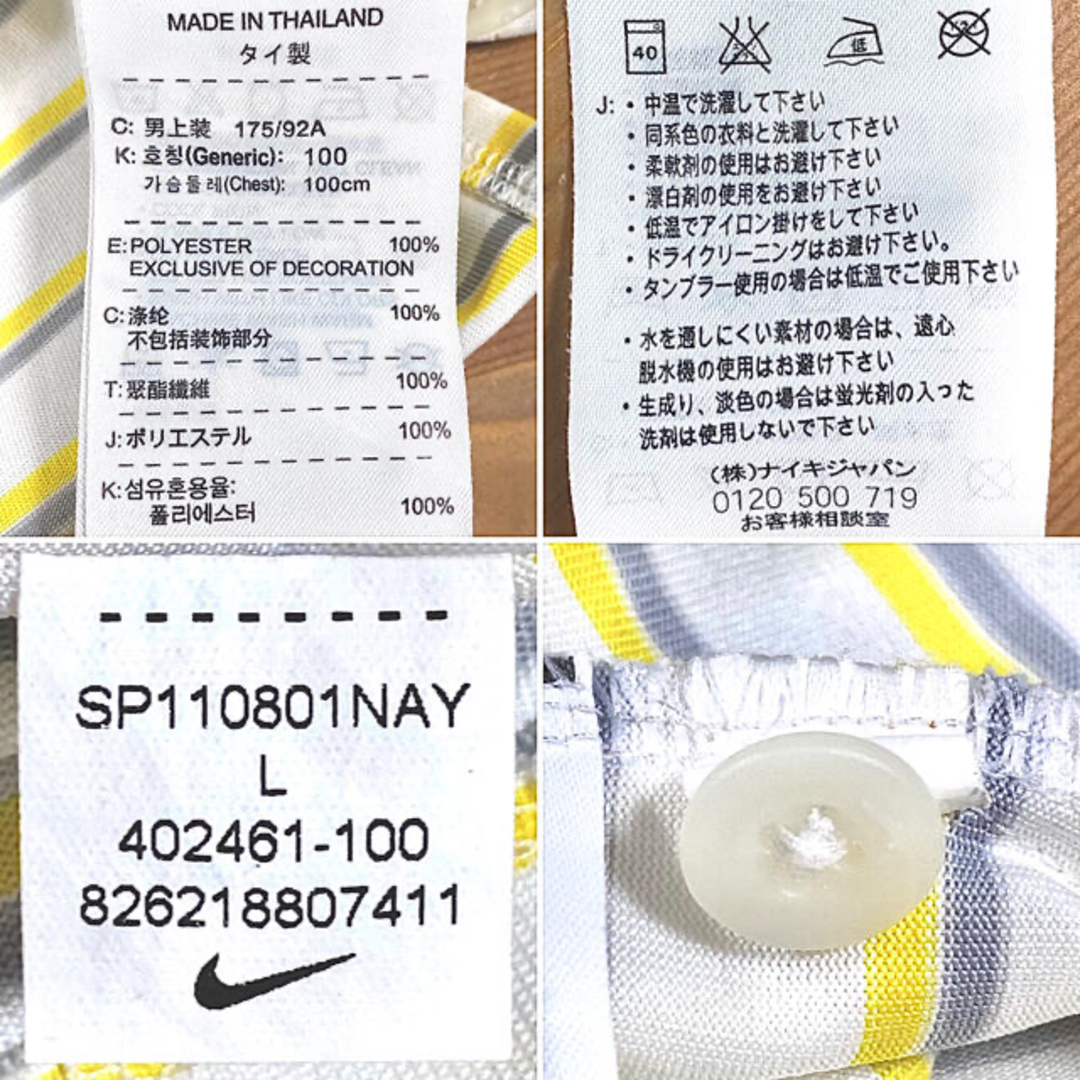 MADE IN THAILAND
タイ製
C: 男上装 175/92A
K: 호칭(Generic): 100
가슴둘레(Chest): 100cm
E: POLYESTER 100%
EXCLUSIVE OF DECORATION
C: 涤纶 100%
不包括装饰部分
T: 聚酯纖維 100%
J: ポリエステル 100%
K: 섬유혼용율:
폴리에스터 100%
40 低
J: ・中温で洗濯して下さい
・同系色の衣料と洗濯して下さい
・柔軟剤の使用はお避け下さい
・漂白剤の使用をお避け下さい
・低温でアイロン掛けをして下さい
・ドライクリーニングはお避け下さい。
・タンブラー使用の場合は低温でご使用下さい
・水を通しにくい素材の場合は、遠心
脱水機の使用はお避け下さい
・生成り、淡色の場合は蛍光剤の入った
洗剤は使用しないで下さい
(株)ナイキジャパン
0120 500 719
お客様相談室
SP110801NAY
L
402461-100
826218807411